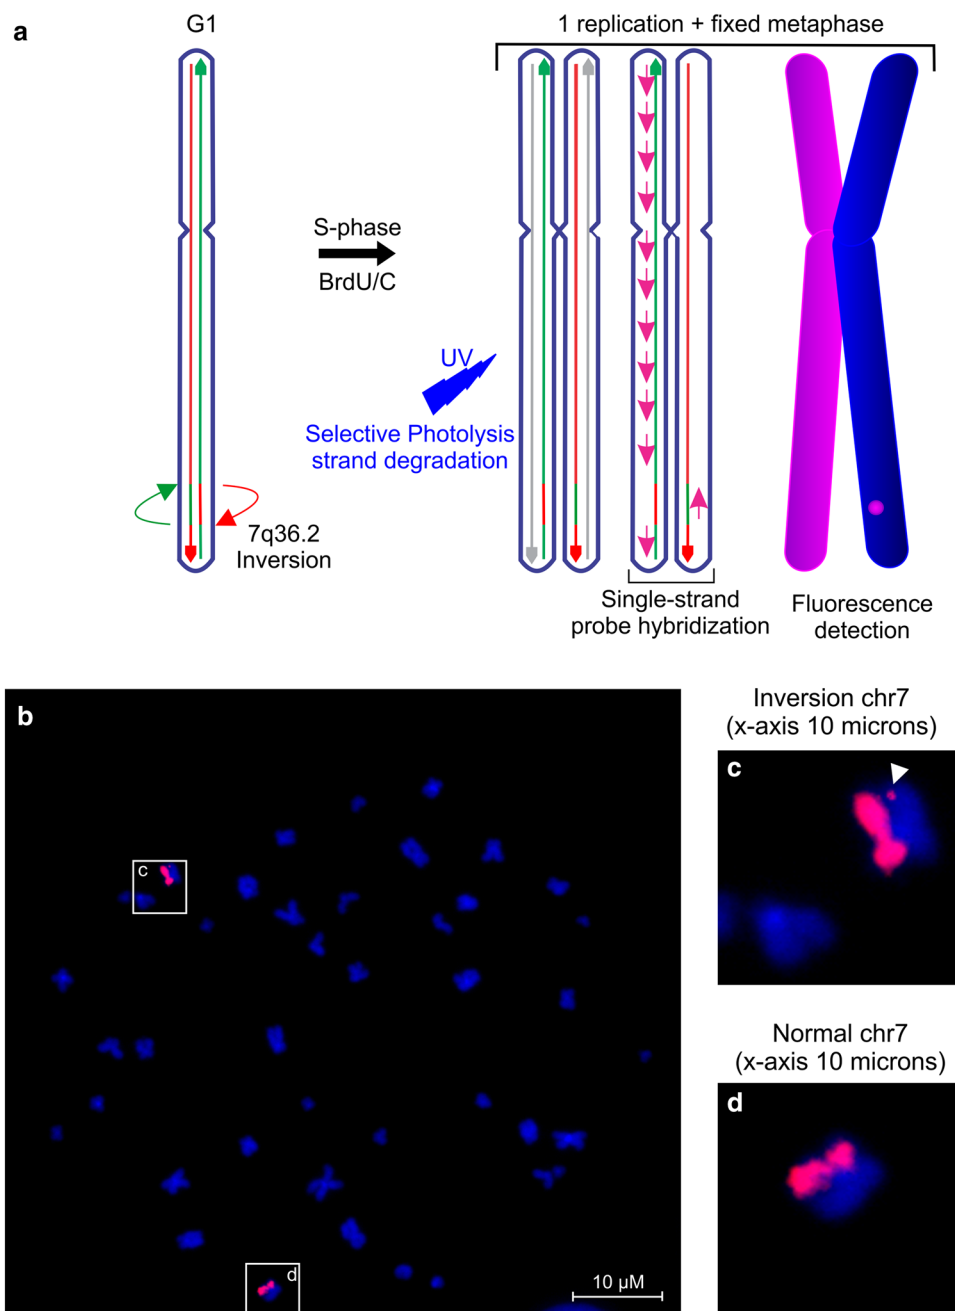 a
G1
1 replication + fixed metaphase
S-phase
BrdU/C
UV
Selective Photolysis
strand degradation
7q36.2
Inversion
Single-strand
probe hybridization
Fluorescence
detection
b
c
d
10 µM
Inversion chr7
(x-axis 10 microns)
c
Normal chr7
(x-axis 10 microns)
d